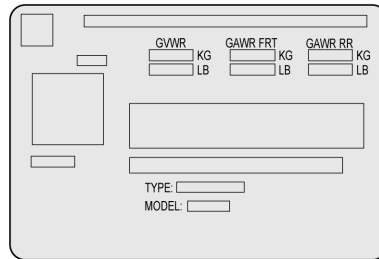 GVWR GAWR FRT GAWR RR
KG KG KG
LB LB LB
TYPE:
MODEL: